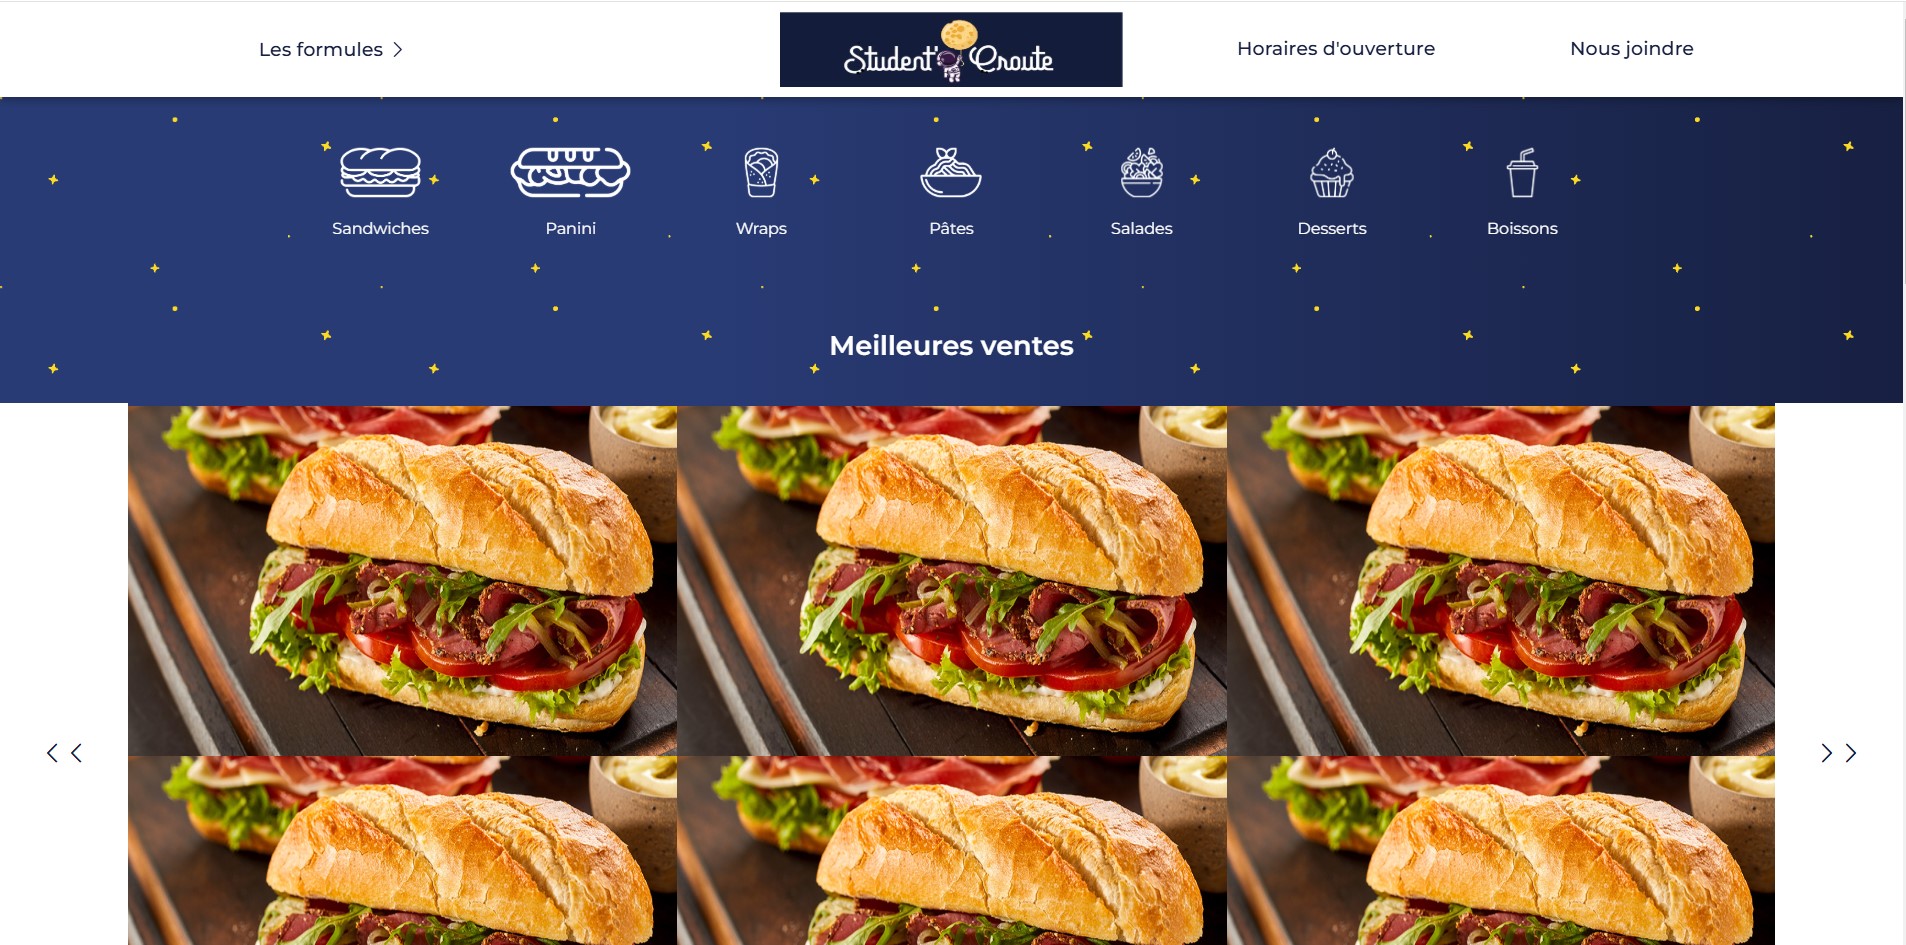 Les formules
Student' Croute
Horaires d'ouverture
Nous joindre
Sandwiches
Panini
Wraps
Pâtes
Salades
Desserts
Boissons
Meilleures ventes